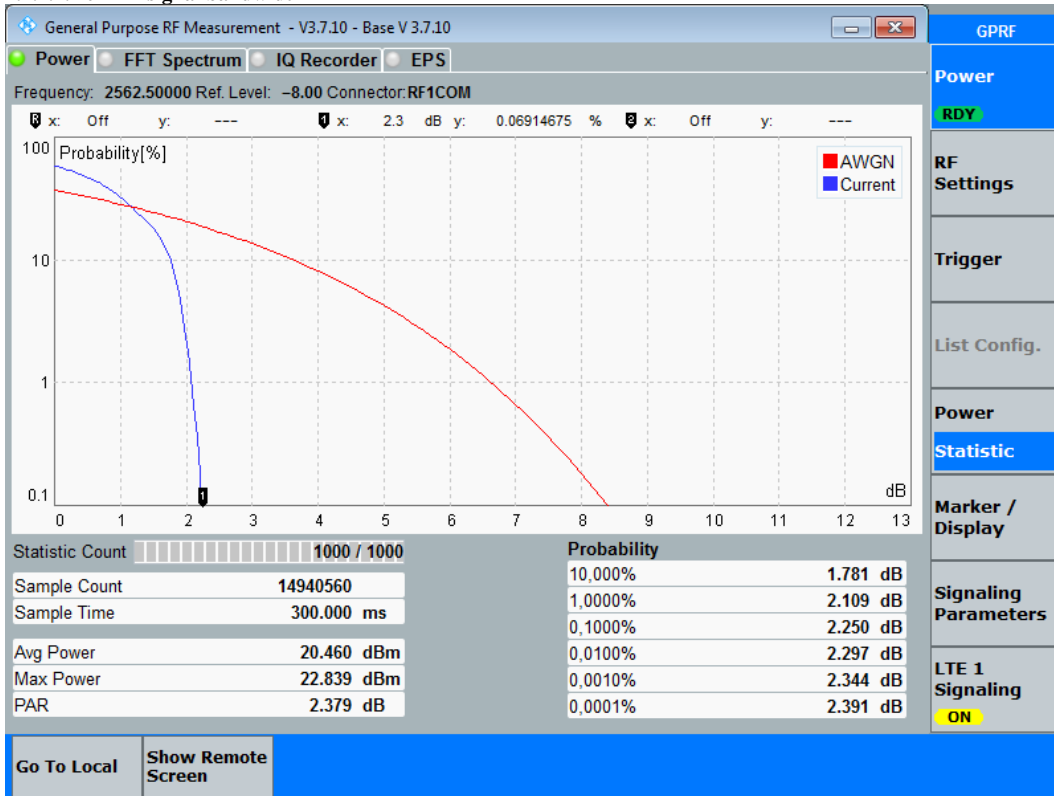 General Purpose RF Measurement - V3.7.10 - Base V 3.7.10
Power FFT Spectrum IQ Recorder EPS
Frequency: 2562.50000 Ref. Level: -8.00 Connector: RF1COM
R x: Off y: --- 1 x: 2.3 dB y: 0.06914675 % 2 x: Off y: ---
Probability[%]
AWGN
Current
100
10
1
0.1
1
dB
0 1 2 3 4 5 6 7 8 9 10 11 12 13
Statistic Count 1000 / 1000
Sample Count 14940560
Sample Time 300.000 ms
Avg Power 20.460 dBm
Max Power 22.839 dBm
PAR 2.379 dB
Probability
10,000% 1.781 dB
1,0000% 2.109 dB
0,1000% 2.250 dB
0,0100% 2.297 dB
0,0010% 2.344 dB
0,0001% 2.391 dB
GPRF
Power
RDY
RF
Settings
Trigger
List Config.
Power
Statistic
Marker /
Display
Signaling
Parameters
LTE 1
Signaling
ON
Go To Local
Show Remote
Screen